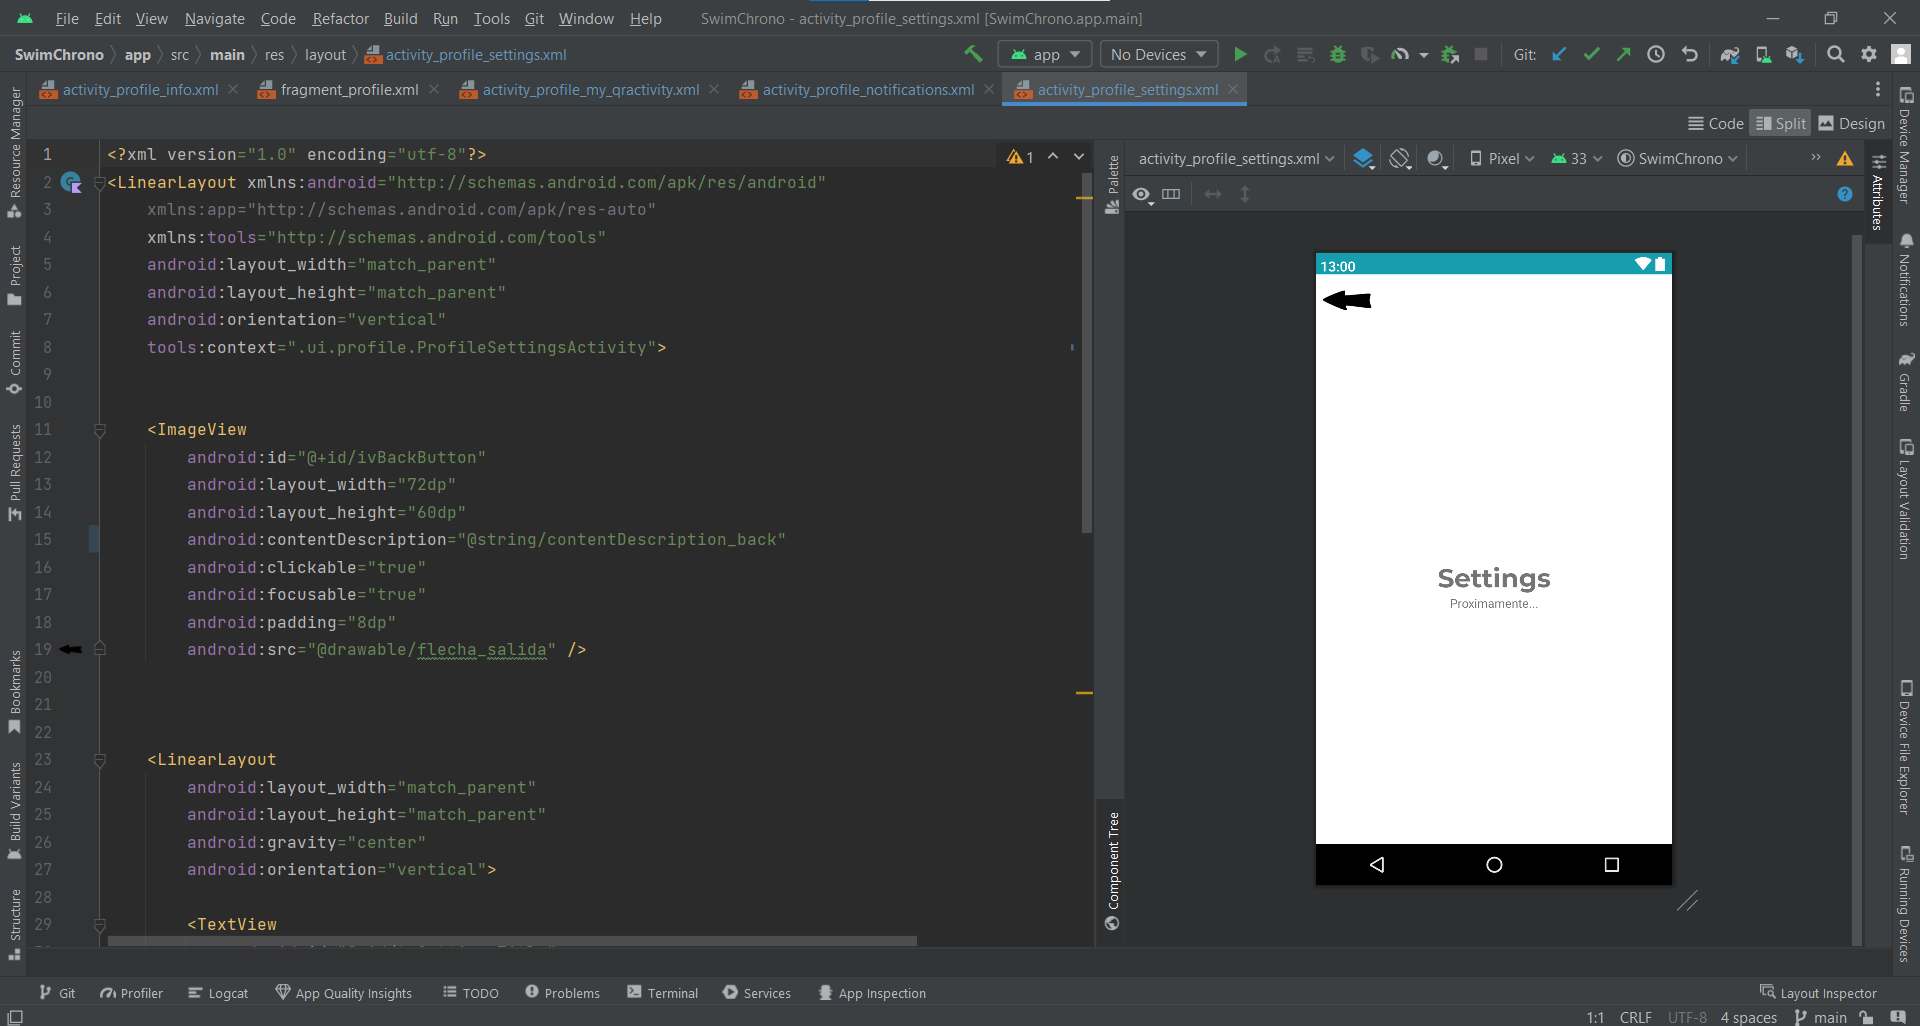 File Edit View Navigate Code Refactor Build Run Tools Git Window Help SwimChrono - activity_profile_settings.xml [SwimChrono.app.main]
SwimChrono app src main res layout activity_profile_settings.xml app No Devices Git:
activity_profile_info.xml fragment_profile.xml activity_profile_my_qractivity.xml activity_profile_notifications.xml activity_profile_settings.xml
Code Split Design
activity_profile_settings.xml Pixel 33 SwimChrono
1 <?xml version="1.0" encoding="utf-8"?> 1
2 <LinearLayout xmlns:android="http://schemas.android.com/apk/res/android"
3 xmlns:app="http://schemas.android.com/apk/res-auto"
4 xmlns:tools="http://schemas.android.com/tools"
5 android:layout_width="match_parent"
6 android:layout_height="match_parent"
7 android:orientation="vertical"
8 tools:context=".ui.profile.ProfileSettingsActivity">
9
10
11 <ImageView
12 android:id="@+id/ivBackButton"
13 android:layout_width="72dp"
14 android:layout_height="60dp"
15 android:contentDescription="@string/contentDescription_back"
16 android:clickable="true"
17 android:focusable="true"
18 android:padding="8dp"
19 android:src="@drawable/flecha_salida" />
20
21
22
23 <LinearLayout
24 android:layout_width="match_parent"
25 android:layout_height="match_parent"
26 android:gravity="center"
27 android:orientation="vertical">
28
29 <TextView
13:00
Settings
Proximamente...
Resource Manager
Project
Commit
Pull Requests
Bookmarks
Build Variants
Structure
Palette
Component Tree
Attributes
Device Manager
Notifications
Gradle
Layout Validation
Device File Explorer
Running Devices
Git Profiler Logcat App Quality Insights TODO Problems Terminal Services App Inspection Layout Inspector
1:1 CRLF UTF-8 4 spaces main